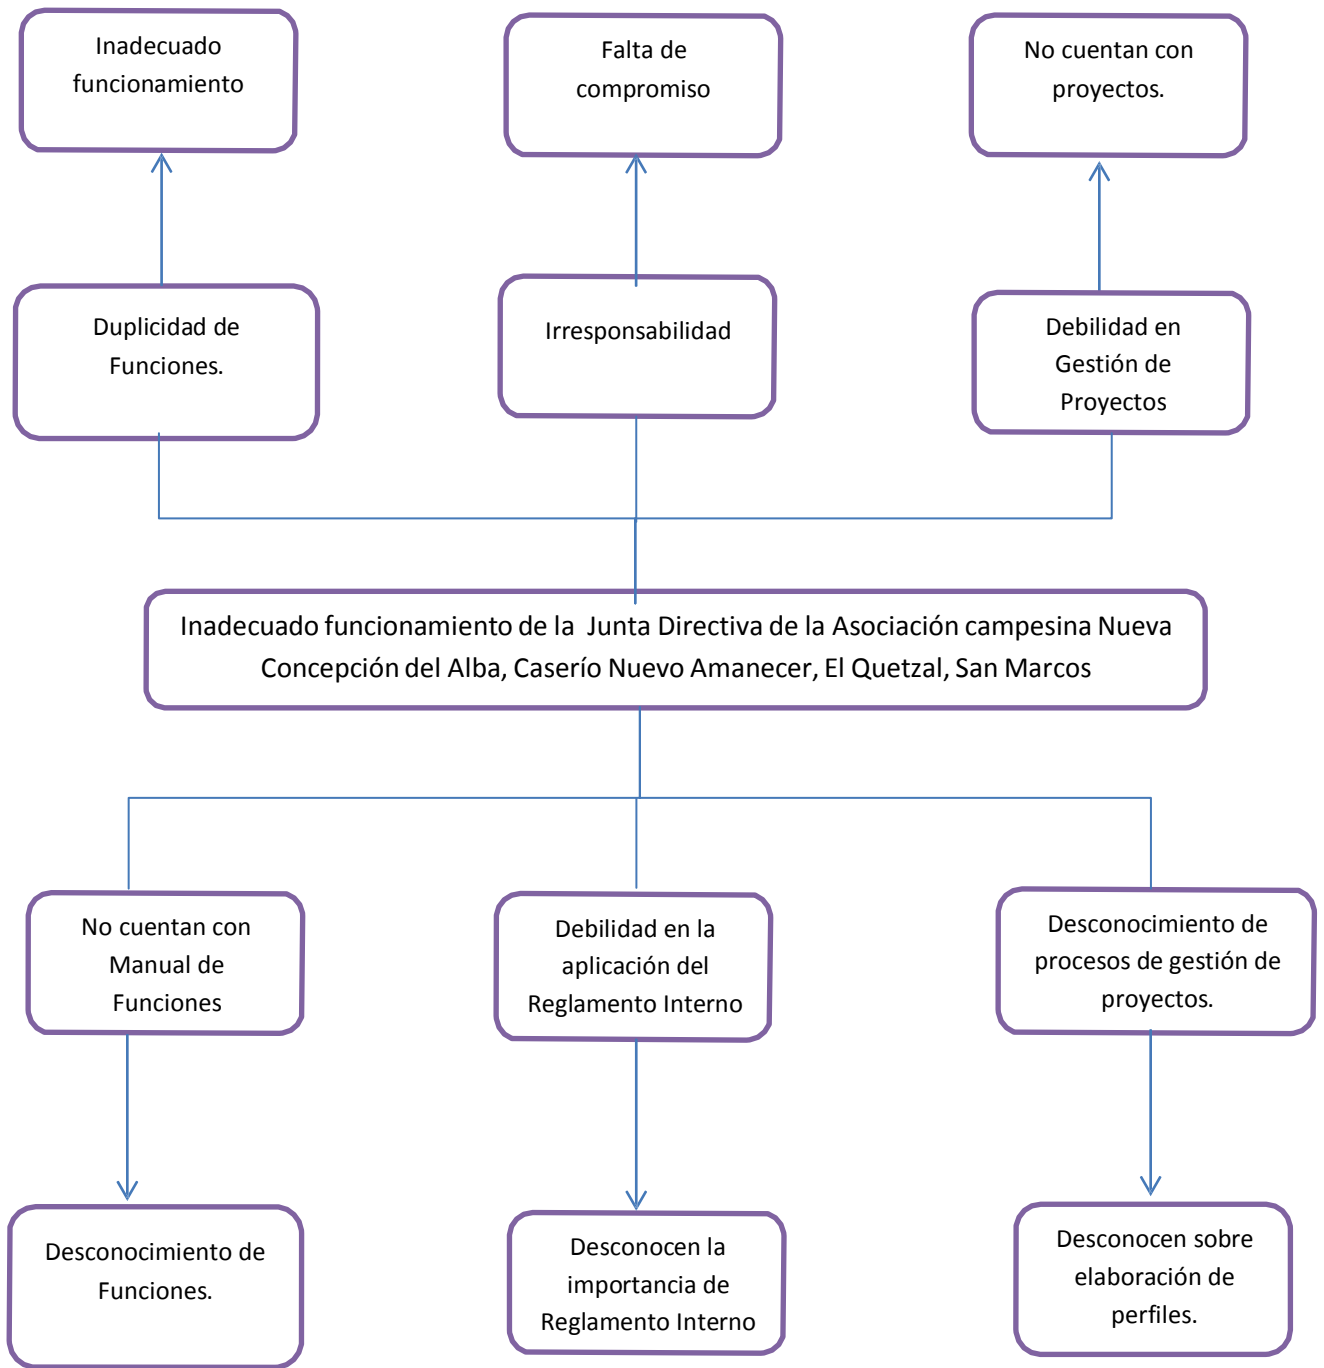 Inadecuado
funcionamiento
Falta de
compromiso
No cuentan con
proyectos.
Duplicidad de
Funciones.
Irresponsabilidad
Debilidad en
Gestión de
Proyectos
Inadecuado funcionamiento de la  Junta Directiva de la Asociación campesina Nueva
Concepción del Alba, Caserío Nuevo Amanecer, El Quetzal, San Marcos
No cuentan con
Manual de
Funciones
Debilidad en la
aplicación del
Reglamento Interno
Desconocimiento de
procesos de gestión de
proyectos.
Desconocimiento de
Funciones.
Desconocen la
importancia de
Reglamento Interno
Desconocen sobre
elaboración de
perfiles.